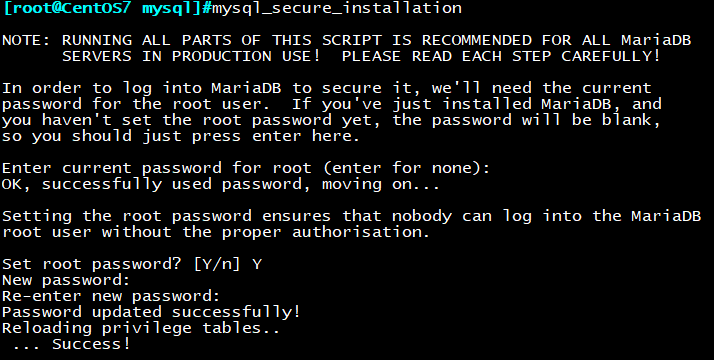 [root@CentOS7 mysql]#mysql_secure_installation
NOTE: RUNNING ALL PARTS OF THIS SCRIPT IS RECOMMENDED FOR ALL MariaDB
SERVERS IN PRODUCTION USE!  PLEASE READ EACH STEP CAREFULLY!
In order to log into MariaDB to secure it, we'll need the current
password for the root user.  If you've just installed MariaDB, and
you haven't set the root password yet, the password will be blank,
so you should just press enter here.
Enter current password for root (enter for none):
OK, successfully used password, moving on...
Setting the root password ensures that nobody can log into the MariaDB
root user without the proper authorisation.
Set root password? [Y/n] Y
New password:
Re-enter new password:
Password updated successfully!
Reloading privilege tables..
 ... Success!